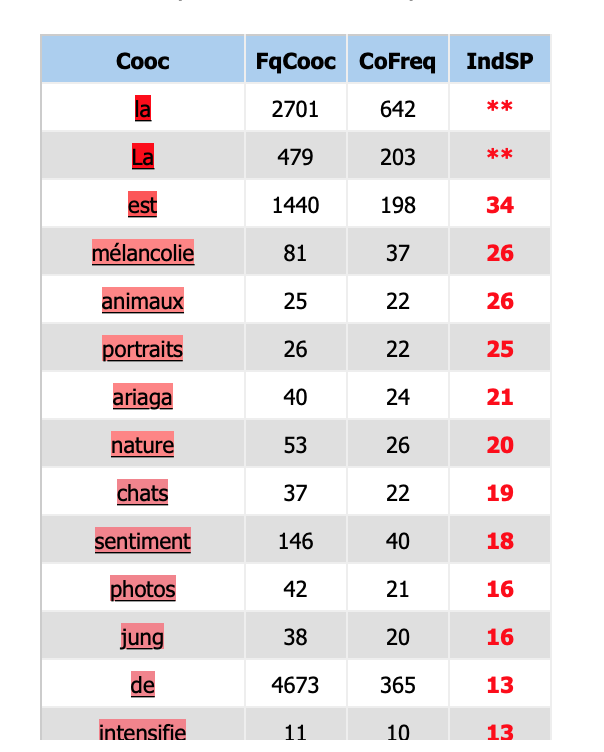 Cooc FqCooc CoFreq IndSP
la 2701 642 **
La 479 203 **
est 1440 198 34
mélancolie 81 37 26
animaux 25 22 26
portraits 26 22 25
ariaga 40 24 21
nature 53 26 20
chats 37 22 19
sentiment 146 40 18
photos 42 21 16
jung 38 20 16
de 4673 365 13
intensifie 11 10 13